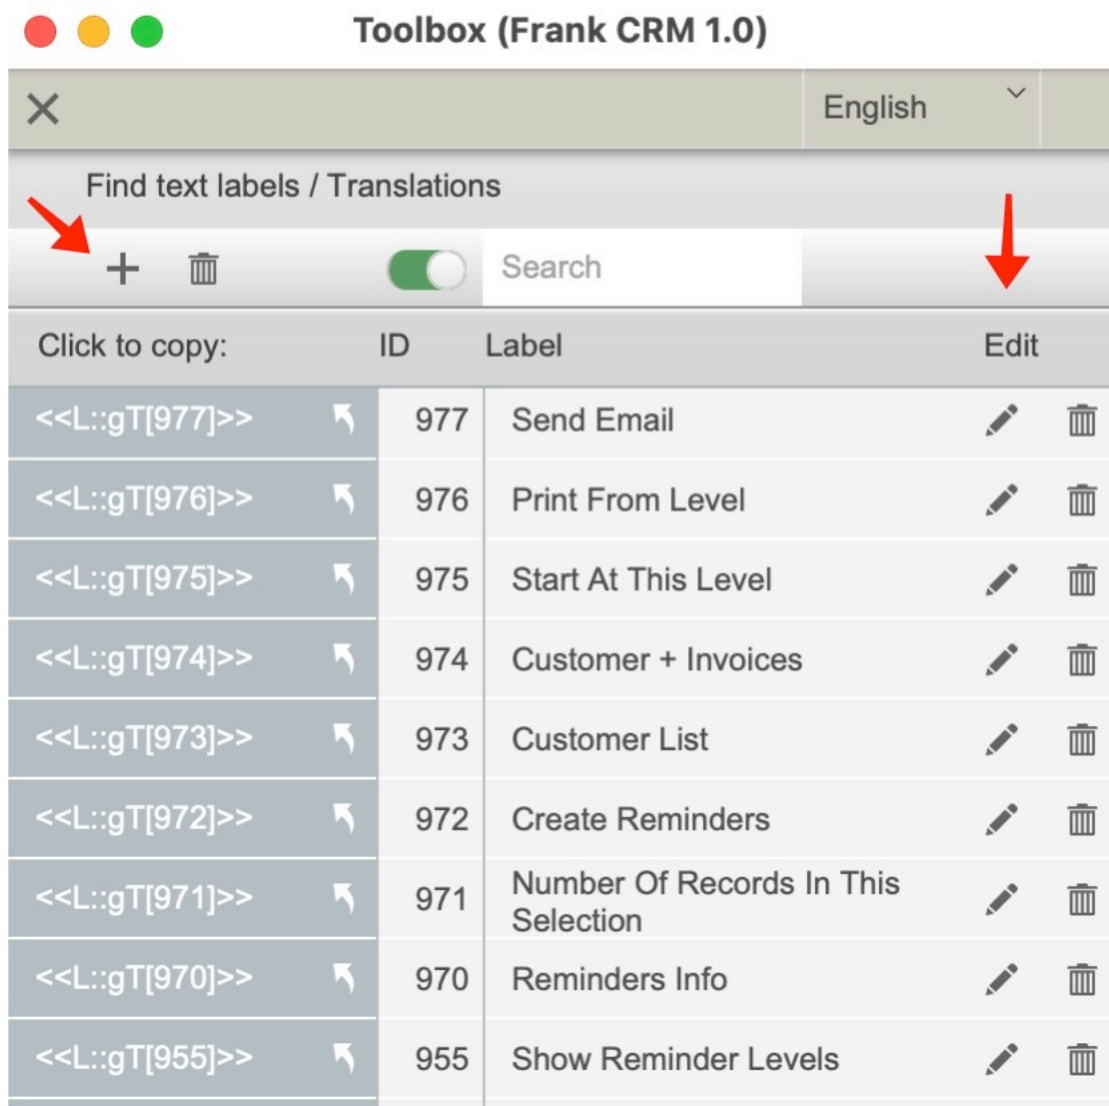 Toolbox (Frank CRM 1.0)
English
Find text labels / Translations
Search
Click to copy: ID Label Edit
<<L::gT[977]>> 977 Send Email
<<L::gT[976]>> 976 Print From Level
<<L::gT[975]>> 975 Start At This Level
<<L::gT[974]>> 974 Customer + Invoices
<<L::gT[973]>> 973 Customer List
<<L::gT[972]>> 972 Create Reminders
<<L::gT[971]>> 971 Number Of Records In This
Selection
<<L::gT[970]>> 970 Reminders Info
<<L::gT[955]>> 955 Show Reminder Levels